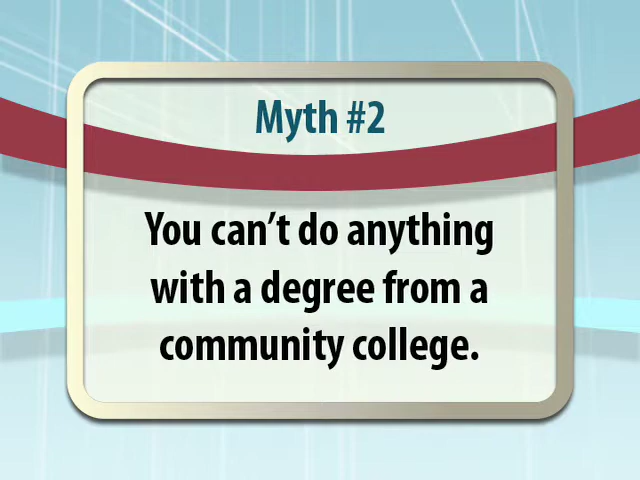 Myth #2
You can't do anything
with a degree from a
community college.